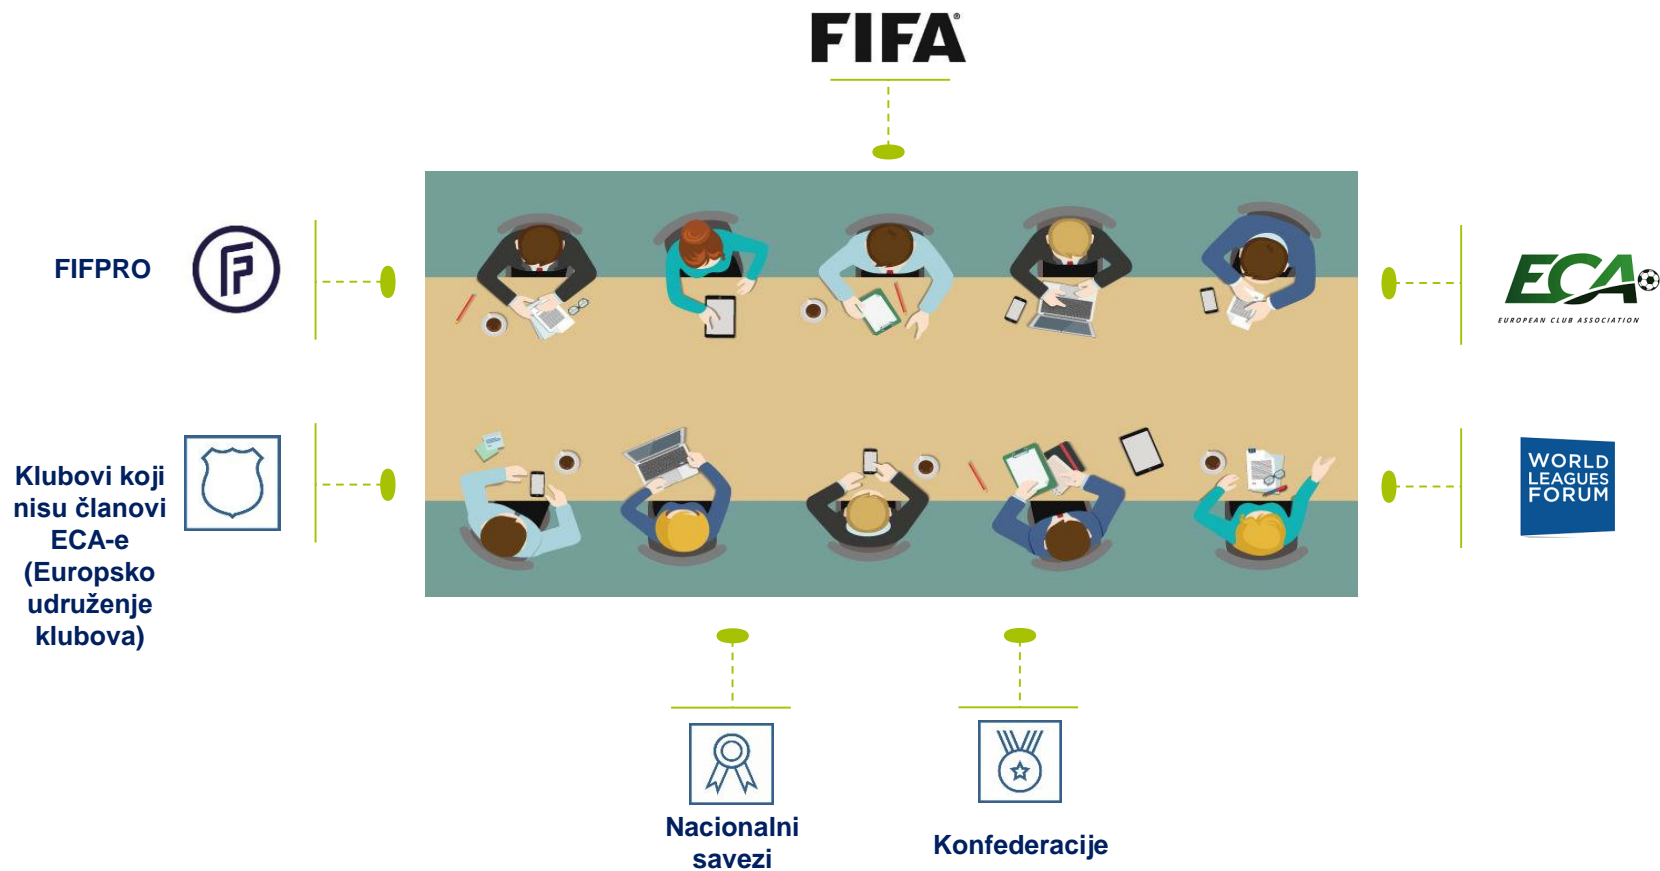 FIFA®
FIFPRO
ECA
EUROPEAN CLUB ASSOCIATION
Klubovi koji
nisu članovi
ECA-e
(Europsko
udruženje
klubova)
WORLD
LEAGUES
FORUM
Nacionalni
savezi
Konfederacije